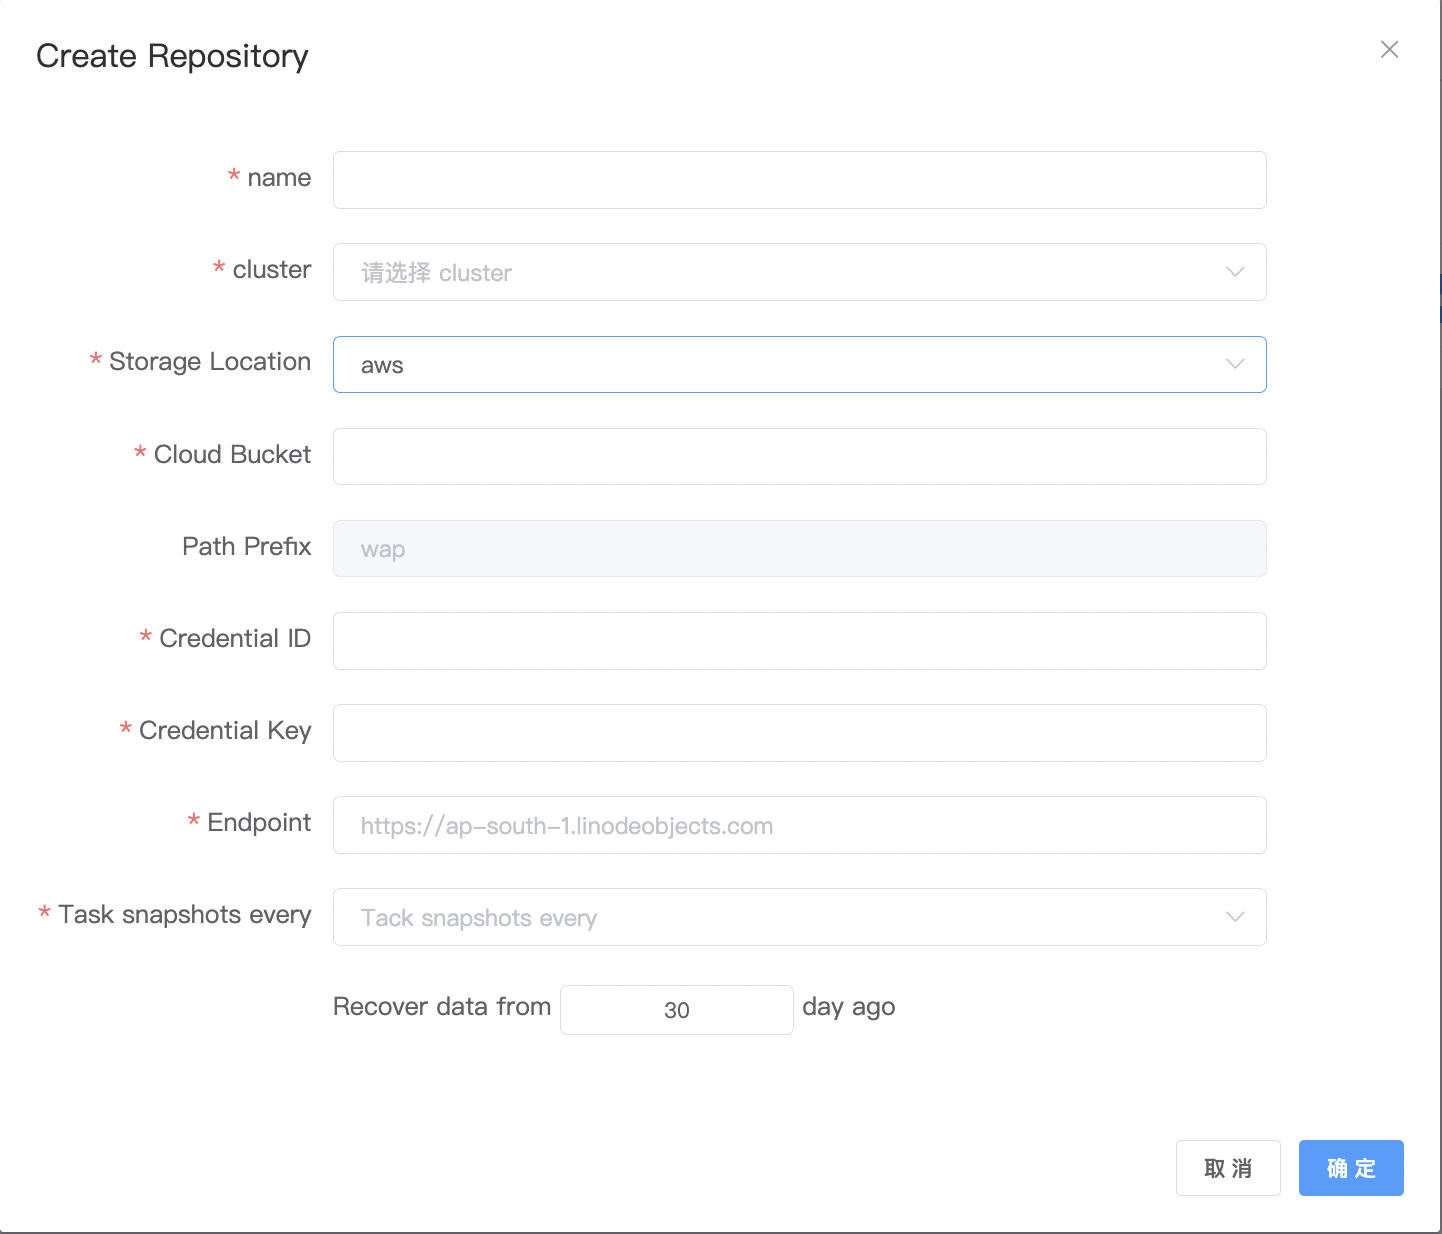 Create Repository
* name
* cluster 请选择 cluster
* Storage Location aws
* Cloud Bucket
Path Prefix wap
* Credential ID
* Credential Key
* Endpoint https://ap-south-1.linodeobjects.com
* Task snapshots every Tack snapshots every
Recover data from 30 day ago
取消 确定